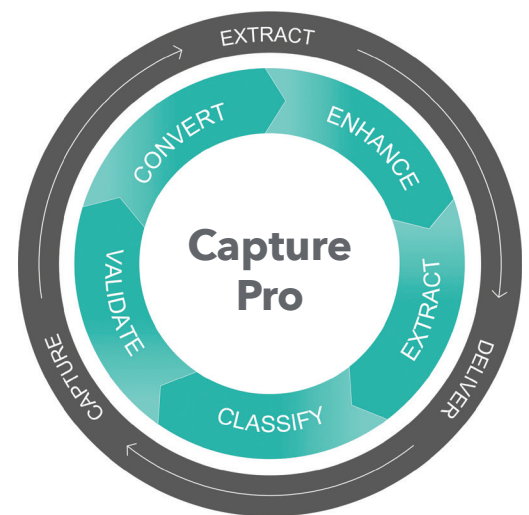 EXTRACT
CONVERT
ENHANCE
Capture
Pro
VALIDATE
EXTRACT
CLASSIFY
CAPTURE
DELIVER